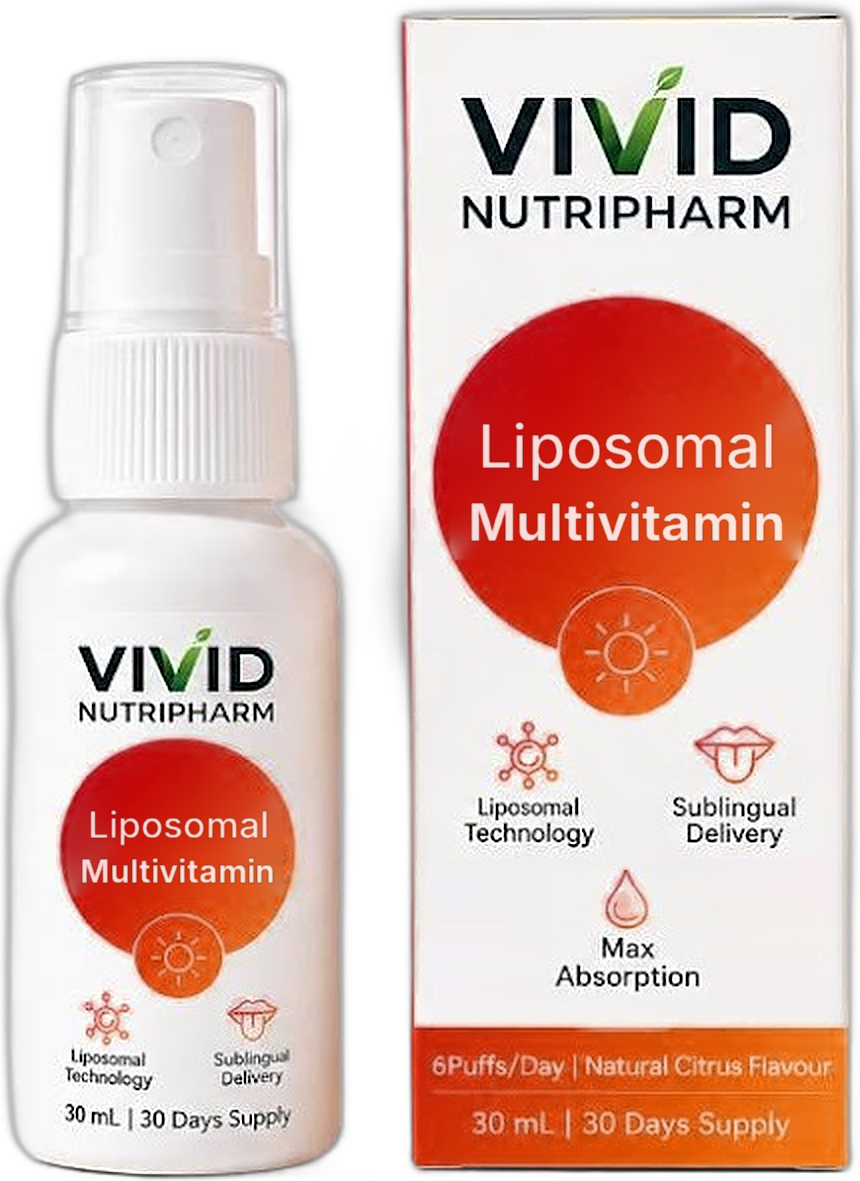 VIVID
NUTRIPHARM
Liposomal
Multivitamin
Liposomal
Technology
Sublingual
Delivery
30 mL | 30 Days Supply
VIVID
NUTRIPHARM
Liposomal
Multivitamin
Liposomal
Technology
Sublingual
Delivery
Max
Absorption
6Puffs/Day | Natural Citrus Flavour
30 mL | 30 Days Supply